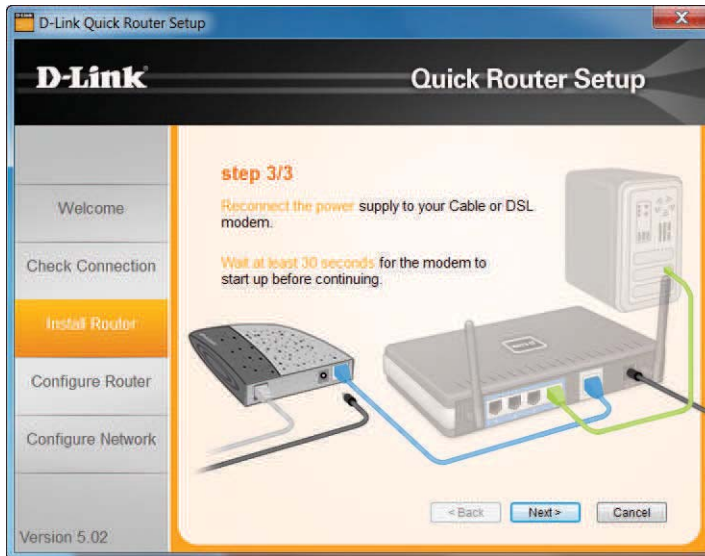 D-Link Quick Router Setup
X
D-Link
Quick Router Setup
Welcome
Check Connection
Install Router
Configure Router
Configure Network
Version 5.02
step 3/3
Reconnect the power supply to your Cable or DSL
modem.
Wait at least 30 seconds for the modem to
start up before continuing.
< Back
Next >
Cancel